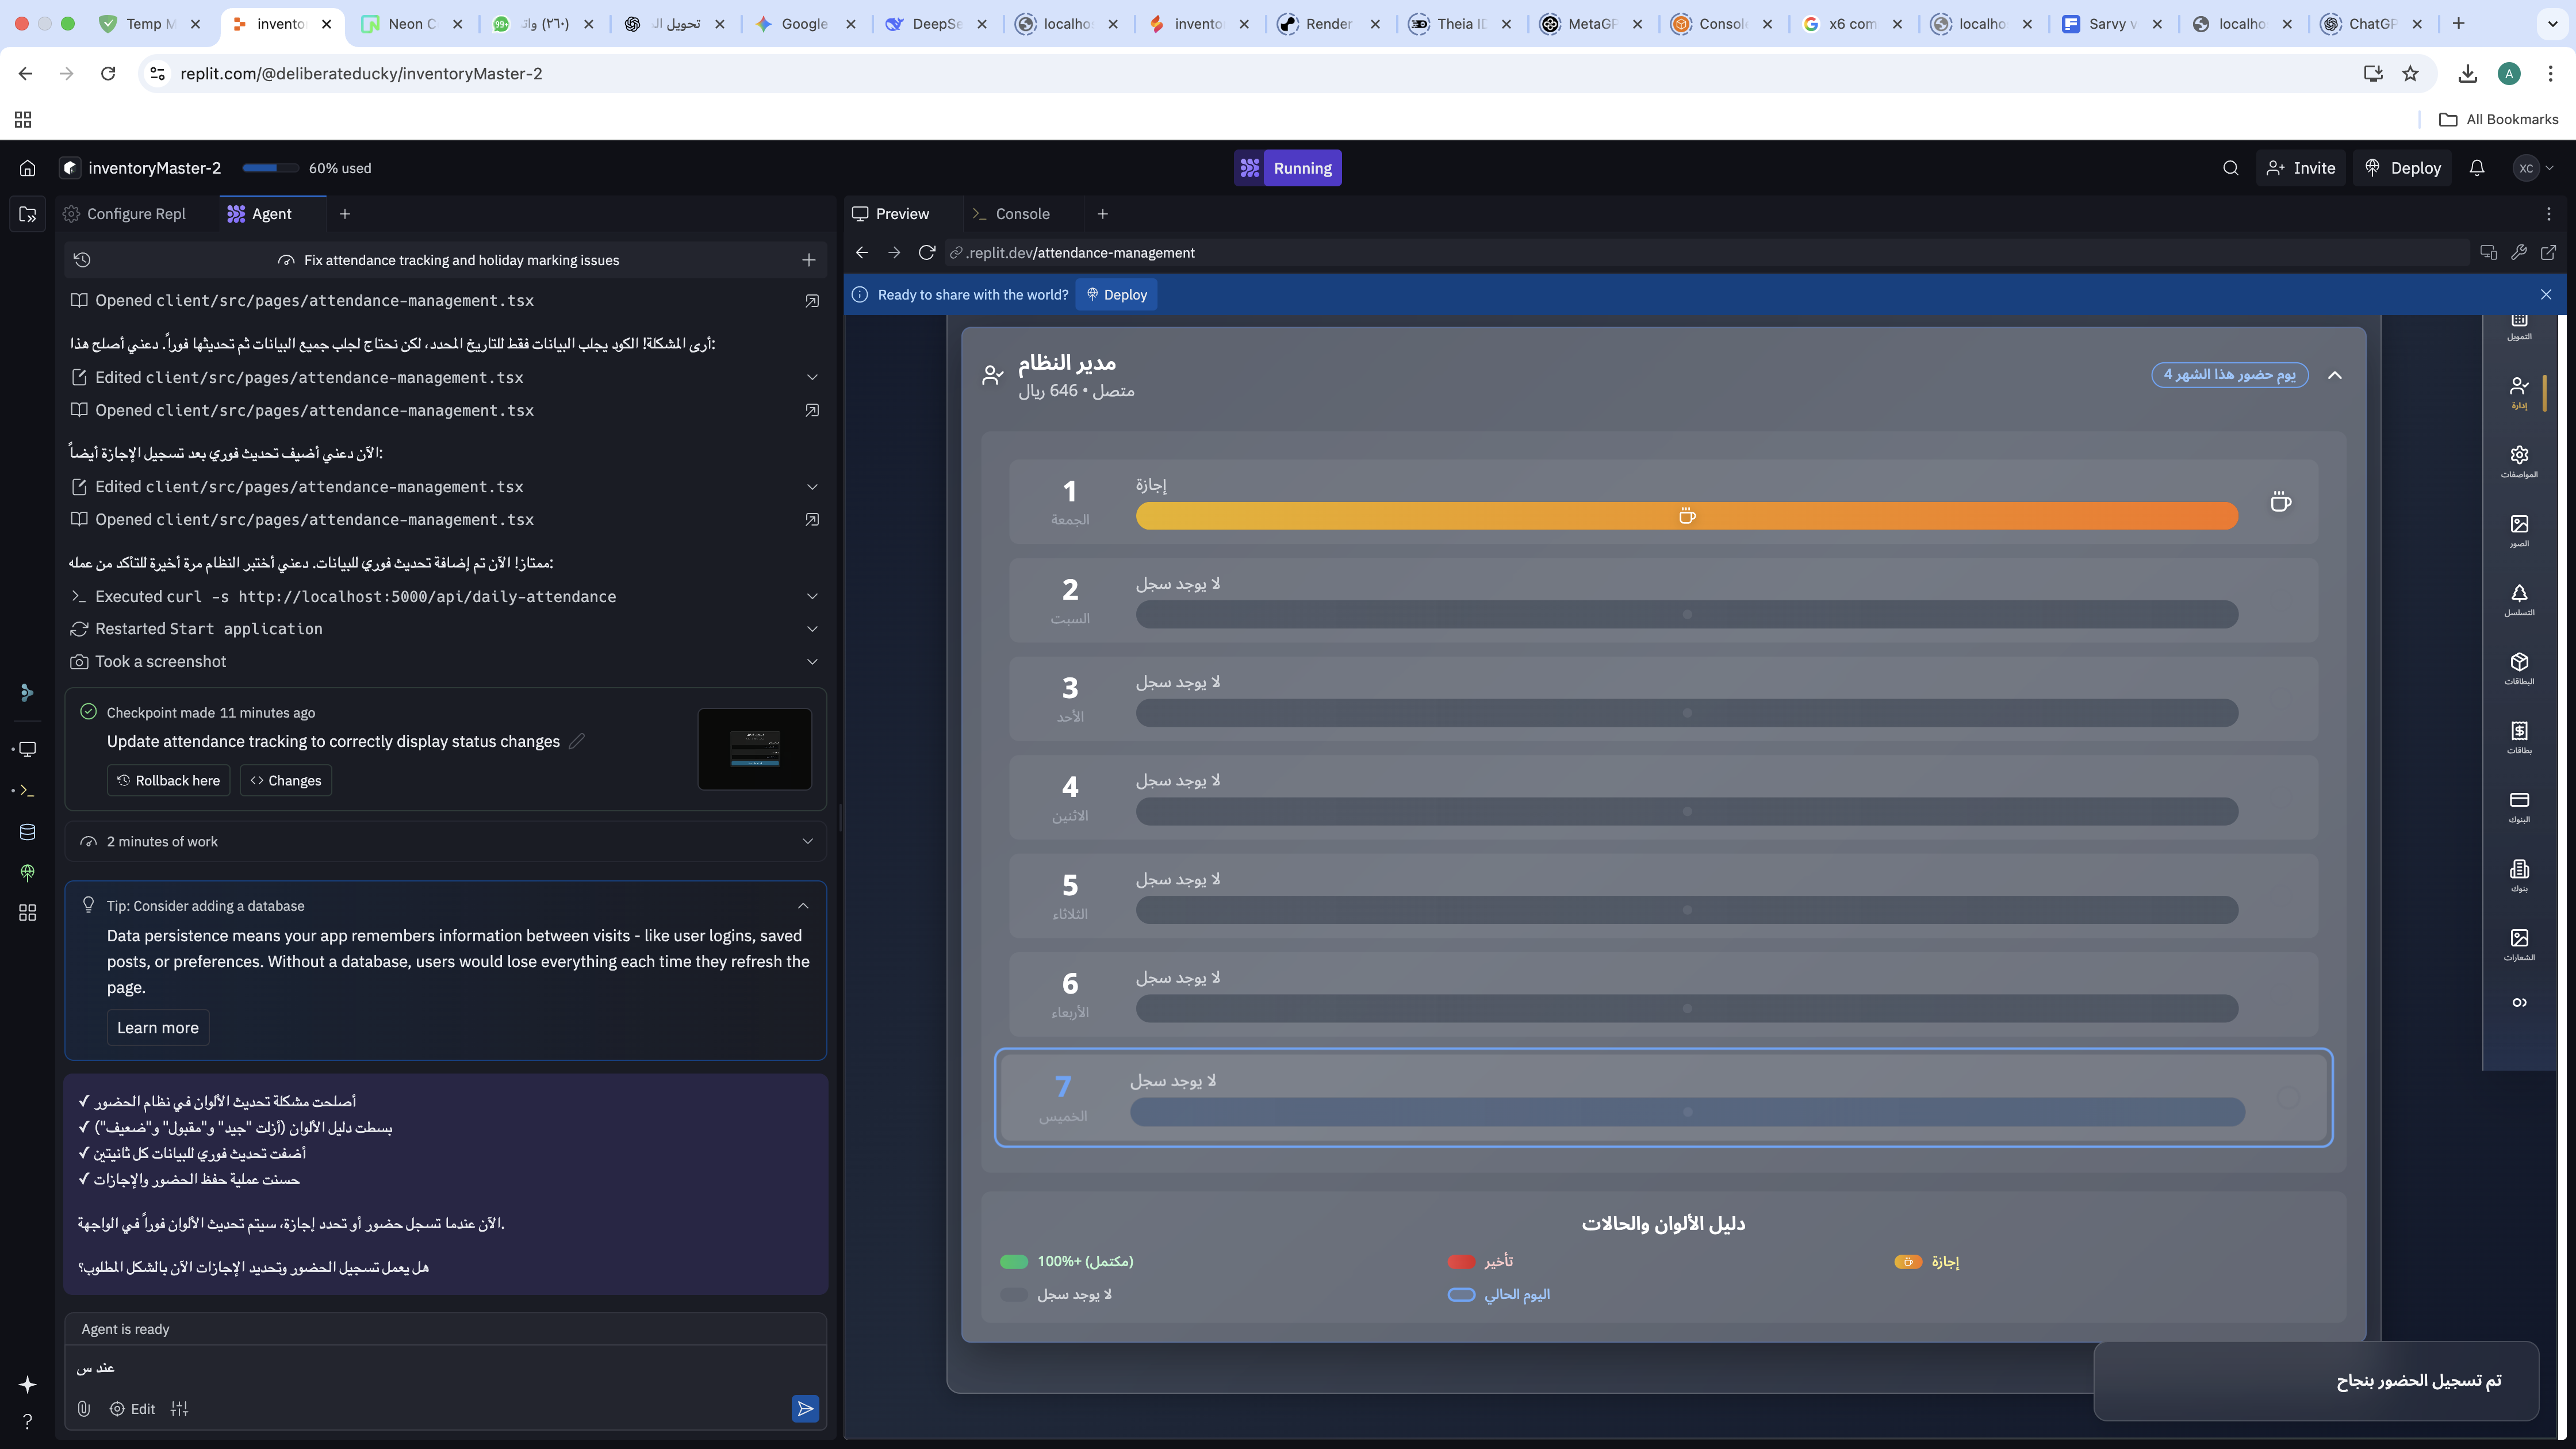 Temp M
invento
Neon C
(٢٦٠) وات
تحويل ال
Google
DeepSe
localho
invento
Render
Theia ID
MetaGP
Console
x6 com
localho
Sarvy v
localho
ChatGP
replit.com/@deliberateducky/inventoryMaster-2
A
All Bookmarks
inventoryMaster-2
60% used
Running
Invite
Deploy
XC
Configure Repl
Agent
Fix attendance tracking and holiday marking issues
Opened client/src/pages/attendance-management.tsx
أرى المشكلة! الكود يجلب البيانات فقط للتاريخ المحدد، لكن نحتاج لجلب جميع البيانات ثم تحديثها فوراً. دعني أصلح هذا:
Edited client/src/pages/attendance-management.tsx
Opened client/src/pages/attendance-management.tsx
الآن دعني أضيف تحديث فوري بعد تسجيل الإجازة أيضاً:
Edited client/src/pages/attendance-management.tsx
Opened client/src/pages/attendance-management.tsx
ممتاز! الآن تم إضافة تحديث فوري للبيانات. دعني أختبر النظام مرة أخيرة للتأكد من عمله:
Executed curl -s http://localhost:5000/api/daily-attendance
Restarted Start application
Took a screenshot
Checkpoint made 11 minutes ago
Update attendance tracking to correctly display status changes
Rollback here
Changes
2 minutes of work
Tip: Consider adding a database
Data persistence means your app remembers information between visits - like user logins, saved
posts, or preferences. Without a database, users would lose everything each time they refresh the
page.
Learn more
✓ أصلحت مشكلة تحديث الألوان في نظام الحضور
✓ بسطت دليل الألوان (أزلت "جيد" و"مقبول" و"ضعيف")
✓ أضفت تحديث فوري للبيانات كل ثانيتين
✓ حسنت عملية حفظ الحضور والإجازات
الآن عندما تسجل حضور أو تحدد إجازة، سيتم تحديث الألوان فوراً في الواجهة.
هل يعمل تسجيل الحضور وتحديد الإجازات الآن بالشكل المطلوب؟
Agent is ready
عند س
Edit
Preview
Console
.replit.dev/attendance-management
Ready to share with the world?
Deploy
مدير النظام
متصل • 646 ريال
يوم حضور هذا الشهر 4
1
الجمعة
إجازة
2
السبت
لا يوجد سجل
3
الأحد
لا يوجد سجل
4
الاثنين
لا يوجد سجل
5
الثلاثاء
لا يوجد سجل
6
الأربعاء
لا يوجد سجل
7
الخميس
لا يوجد سجل
دليل الألوان والحالات
100%+ (مكتمل)
تأخير
إجازة
لا يوجد سجل
اليوم الحالي
تم تسجيل الحضور بنجاح
التمويل
إدارة
المواصفات
الصور
التسلسل
البطاقات
بطاقات
البنوك
بنوك
الشعارات